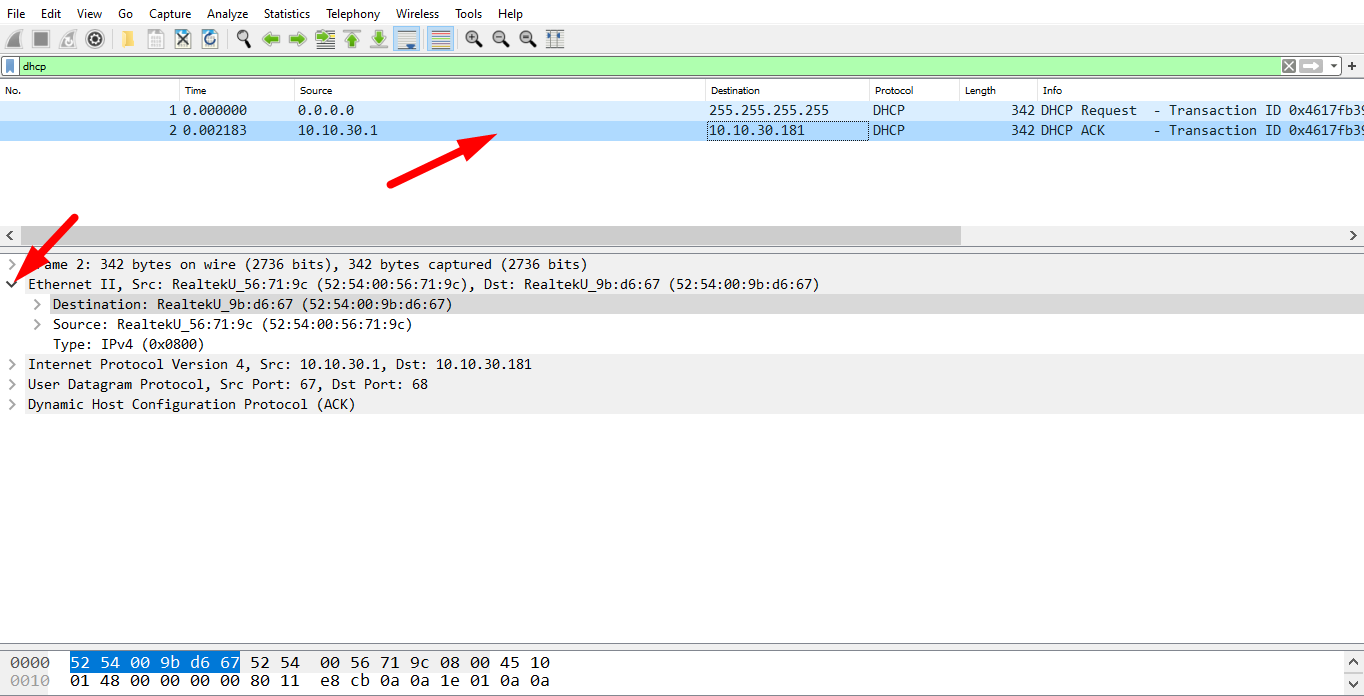 File Edit View Go Capture Analyze Statistics Telephony Wireless Tools Help
dhcp
No. Time Source Destination Protocol Length Info
1 0.000000 0.0.0.0 255.255.255.255 DHCP 342 DHCP Request - Transaction ID 0x4617fb39
2 0.002183 10.10.30.1 10.10.30.181 DHCP 342 DHCP ACK - Transaction ID 0x4617fb39
ame 2: 342 bytes on wire (2736 bits), 342 bytes captured (2736 bits)
Ethernet II, Src: RealtekU_56:71:9c (52:54:00:56:71:9c), Dst: RealtekU_9b:d6:67 (52:54:00:9b:d6:67)
Destination: RealtekU_9b:d6:67 (52:54:00:9b:d6:67)
Source: RealtekU_56:71:9c (52:54:00:56:71:9c)
Type: IPv4 (0x0800)
Internet Protocol Version 4, Src: 10.10.30.1, Dst: 10.10.30.181
User Datagram Protocol, Src Port: 67, Dst Port: 68
Dynamic Host Configuration Protocol (ACK)
0000 52 54 00 9b d6 67 52 54 00 56 71 9c 08 00 45 10
0010 01 48 00 00 00 00 80 11 e8 cb 0a 0a 1e 01 0a 0a